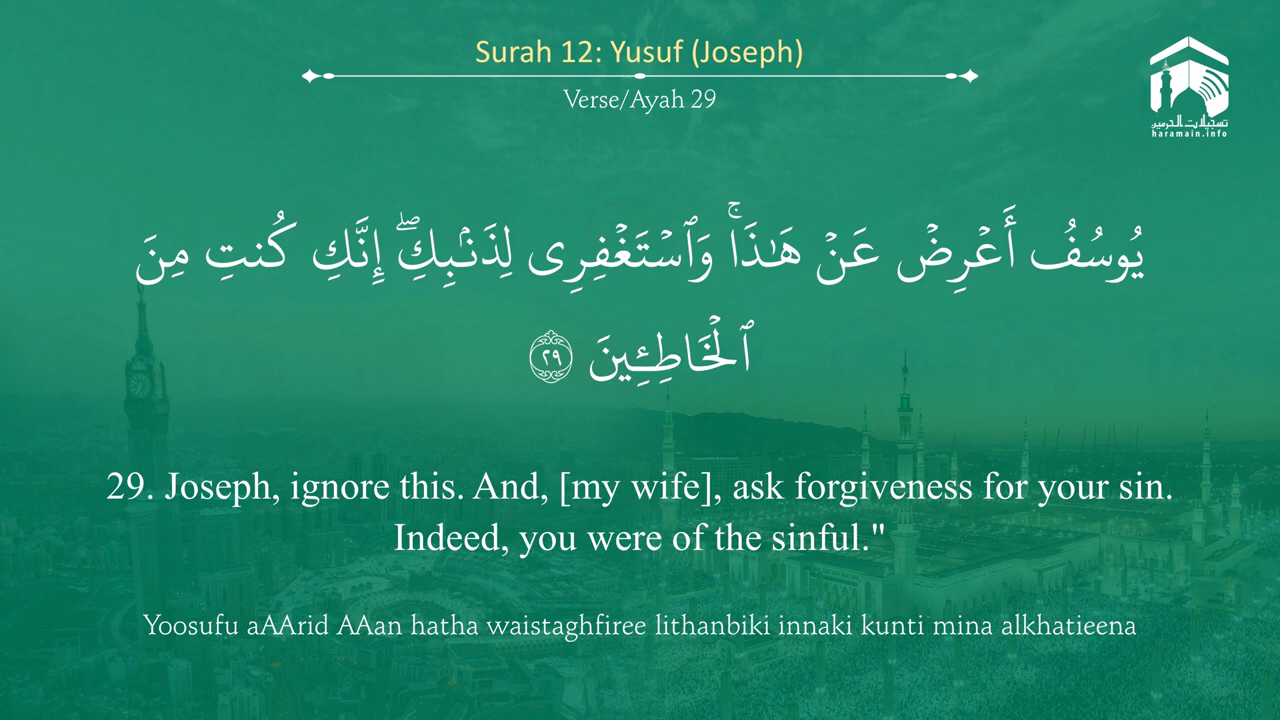 Surah 12: Yusuf (Joseph)
Verse/Ayah 29
تسجيلات الحرمين
haramain.info
يُوسُفُ أَعۡرِضۡ عَنۡ هَٰذَاۚ وَٱسۡتَغۡفِرِى لِذَنۢبِكِۖ إِنَّكِ كُنتِ مِنَ
ٱلۡخَاطِـِٔينَ ٢٩
29. Joseph, ignore this. And, [my wife], ask forgiveness for your sin.
Indeed, you were of the sinful."
Yoosufu aAArid AAan hatha waistaghfiree lithanbiki innaki kunti mina alkhatieena